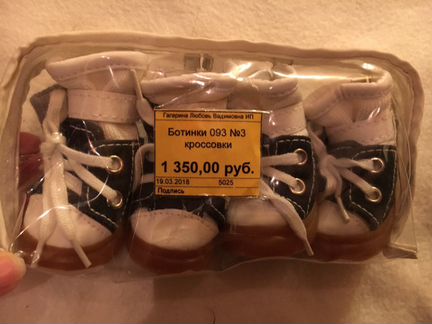 Гагарина Любовь Вадимовна ИП
Ботинки 093 №3
кроссовки
1 350,00 руб.
19.03.2018 5025
Подпись